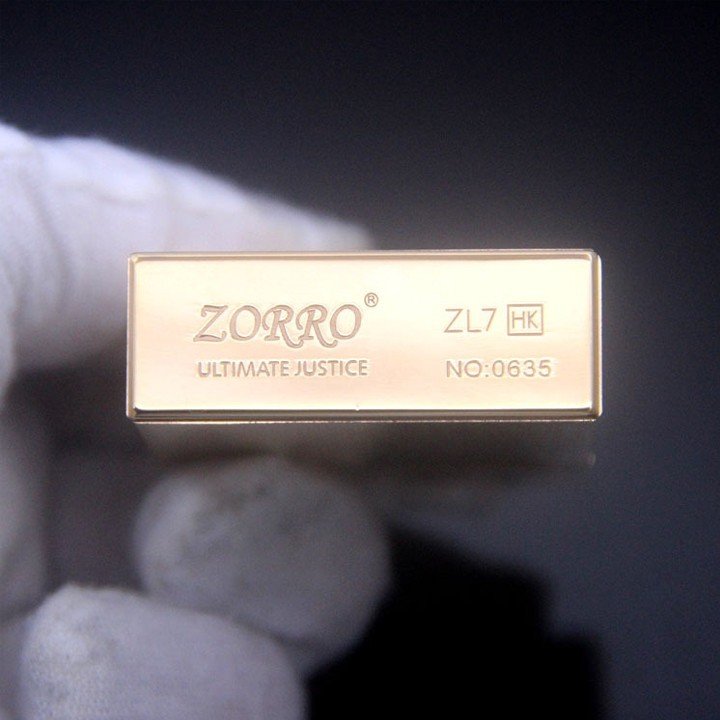 ZORRO® ZL7 HK
ULTIMATE JUSTICE NO:0635